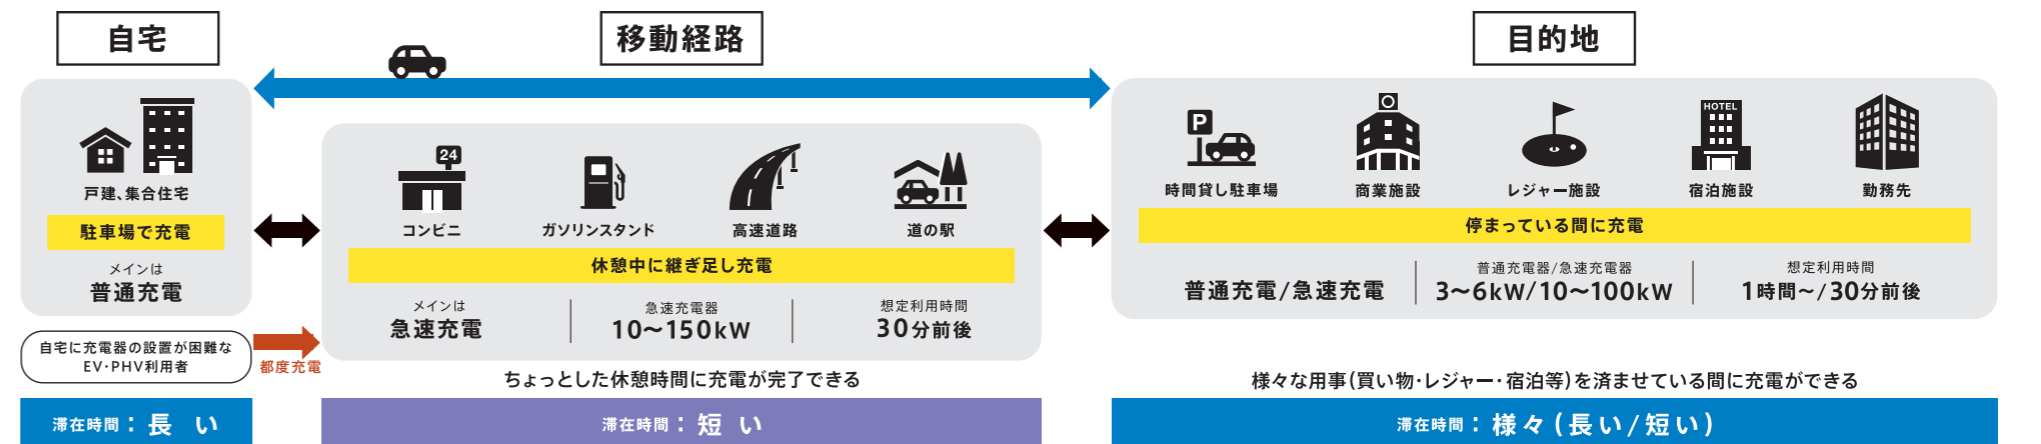 自宅
戸建、集合住宅
駐車場で充電
メインは
普通充電
自宅に充電器の設置が困難な
EV・PHV利用者
都度充電
滞在時間：長い
移動経路
24
コンビニ
ガソリンスタンド
高速道路
道の駅
休憩中に継ぎ足し充電
メインは
急速充電
急速充電器
10〜150kW
想定利用時間
30分前後
ちょっとした休憩時間に充電が完了できる
滞在時間：短い
目的地
P
HOTEL
時間貸し駐車場
商業施設
レジャー施設
宿泊施設
勤務先
停まっている間に充電
普通充電/急速充電
普通充電器/急速充電器
3〜6kW/10〜100kW
想定利用時間
1時間〜/30分前後
様々な用事(買い物・レジャー・宿泊等)を済ませている間に充電ができる
滞在時間：様々(長い/短い)